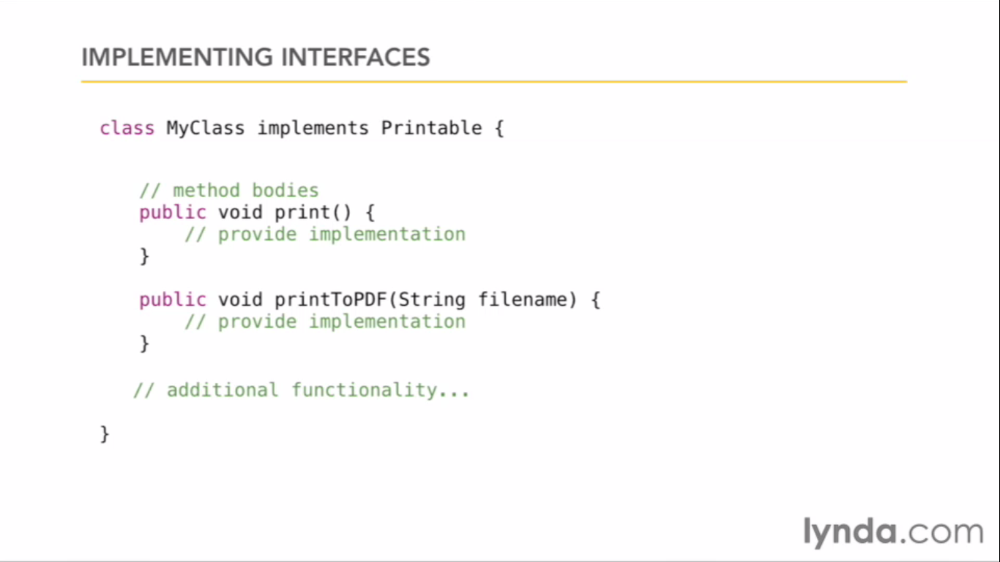 IMPLEMENTING INTERFACES
class MyClass implements Printable {
// method bodies
public void print() {
// provide implementation
}
public void printToPDF(String filename) {
// provide implementation
}
// additional functionality...
}
lynda.com